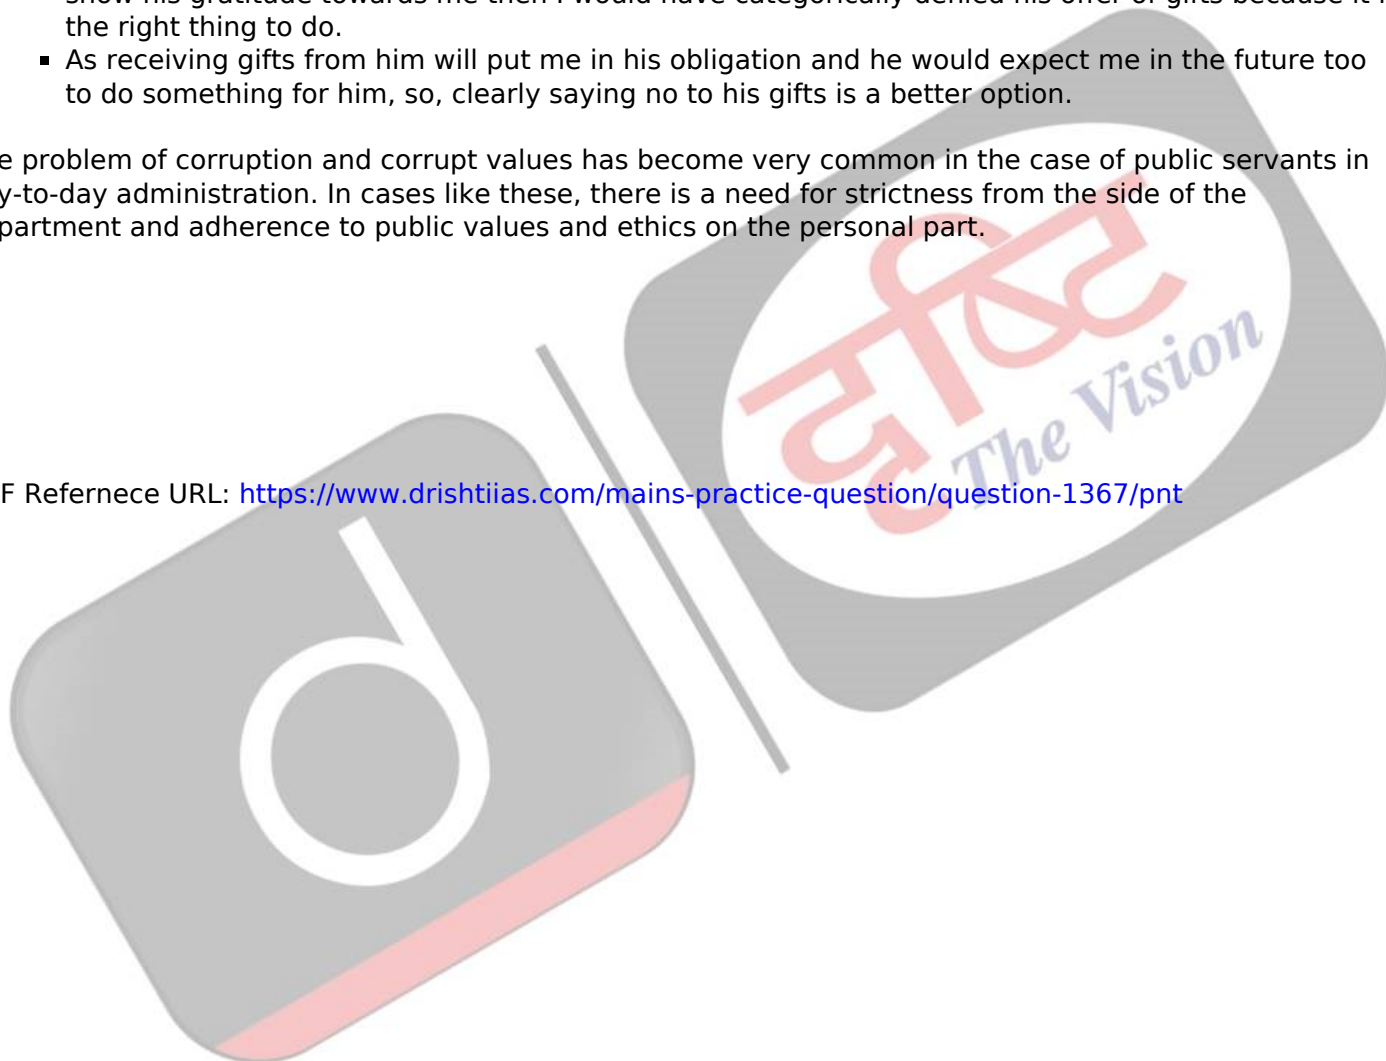 the right thing to do.
▪ As receiving gifts from him will put me in his obligation and he would expect me in the future too
to do something for him, so, clearly saying no to his gifts is a better option.
e problem of corruption and corrupt values has become very common in the case of public servants in
y-to-day administration. In cases like these, there is a need for strictness from the side of the
partment and adherence to public values and ethics on the personal part.
दृष्टि
The Vision
F Refernece URL: https://www.drishtiias.com/mains-practice-question/question-1367/pnt
d